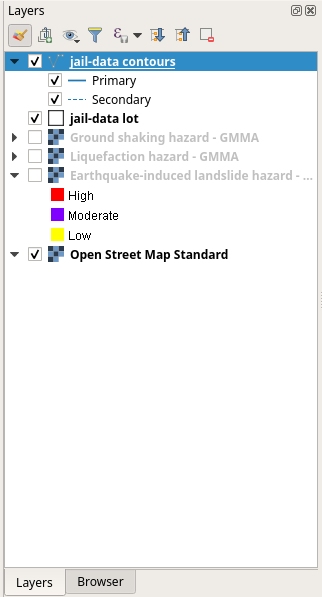 Layers
jail-data contours
Primary
Secondary
jail-data lot
Ground shaking hazard - GMMA
Liquefaction hazard - GMMA
Earthquake-induced landslide hazard - ...
High
Moderate
Low
Open Street Map Standard
Layers Browser